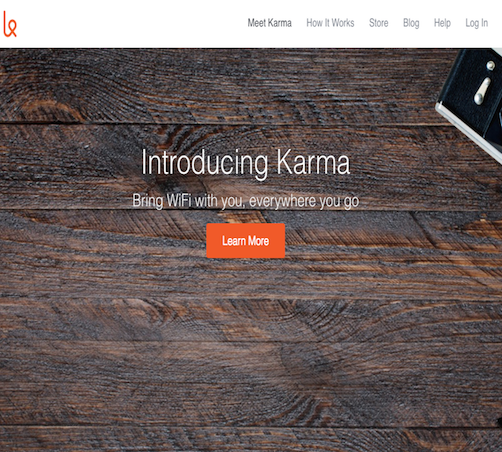 Meet Karma How It Works Store Blog Help Log In
Introducing Karma
Bring WiFi with you, everywhere you go
Learn More